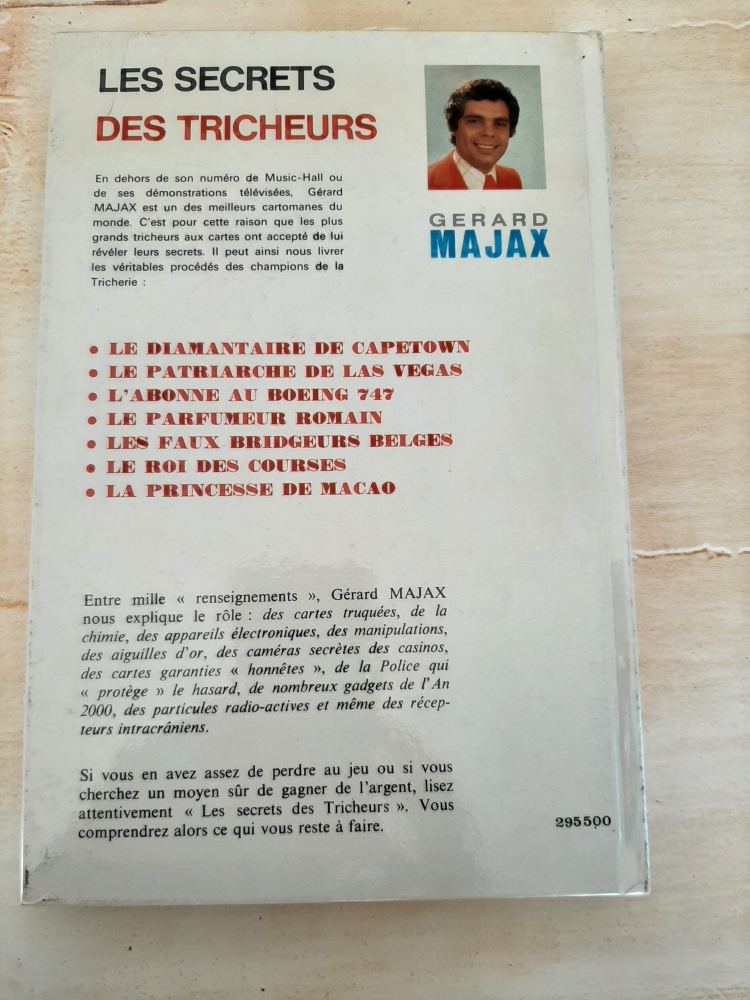 LES SECRETS
DES TRICHEURS
En dehors de son numéro de Music-Hall ou
de ses démonstrations télévisées, Gérard
MAJAX est un des meilleurs cartomanes du
monde. C'est pour cette raison que les plus
grands tricheurs aux cartes ont accepté de lui
révéler leurs secrets. Il peut ainsi nous livrer
les véritables procédés des champions de la
Tricherie :
GERARD
MAJAX
• LE DIAMANTAIRE DE CAPETOWN
• LE PATRIARCHE DE LAS VEGAS
• L'ABONNE AU BOEING 747
• LE PARFUMEUR ROMAIN
• LES FAUX BRIDGEURS BELGES
• LE ROI DES COURSES
• LA PRINCESSE DE MACAO
Entre mille « renseignements », Gérard MAJAX
nous explique le rôle : des cartes truquées, de la
chimie, des appareils électroniques, des manipulations,
des aiguilles d'or, des caméras secrètes des casinos,
des cartes garanties « honnêtes », de la Police qui
« protège » le hasard, de nombreux gadgets de l'An
2000, des particules radio-actives et même des récep-
teurs intracrâniens.
Si vous en avez assez de perdre au jeu ou si vous
cherchez un moyen sûr de gagner de l'argent, lisez
attentivement « Les secrets des Tricheurs ». Vous
comprendrez alors ce qui vous reste à faire.
295500